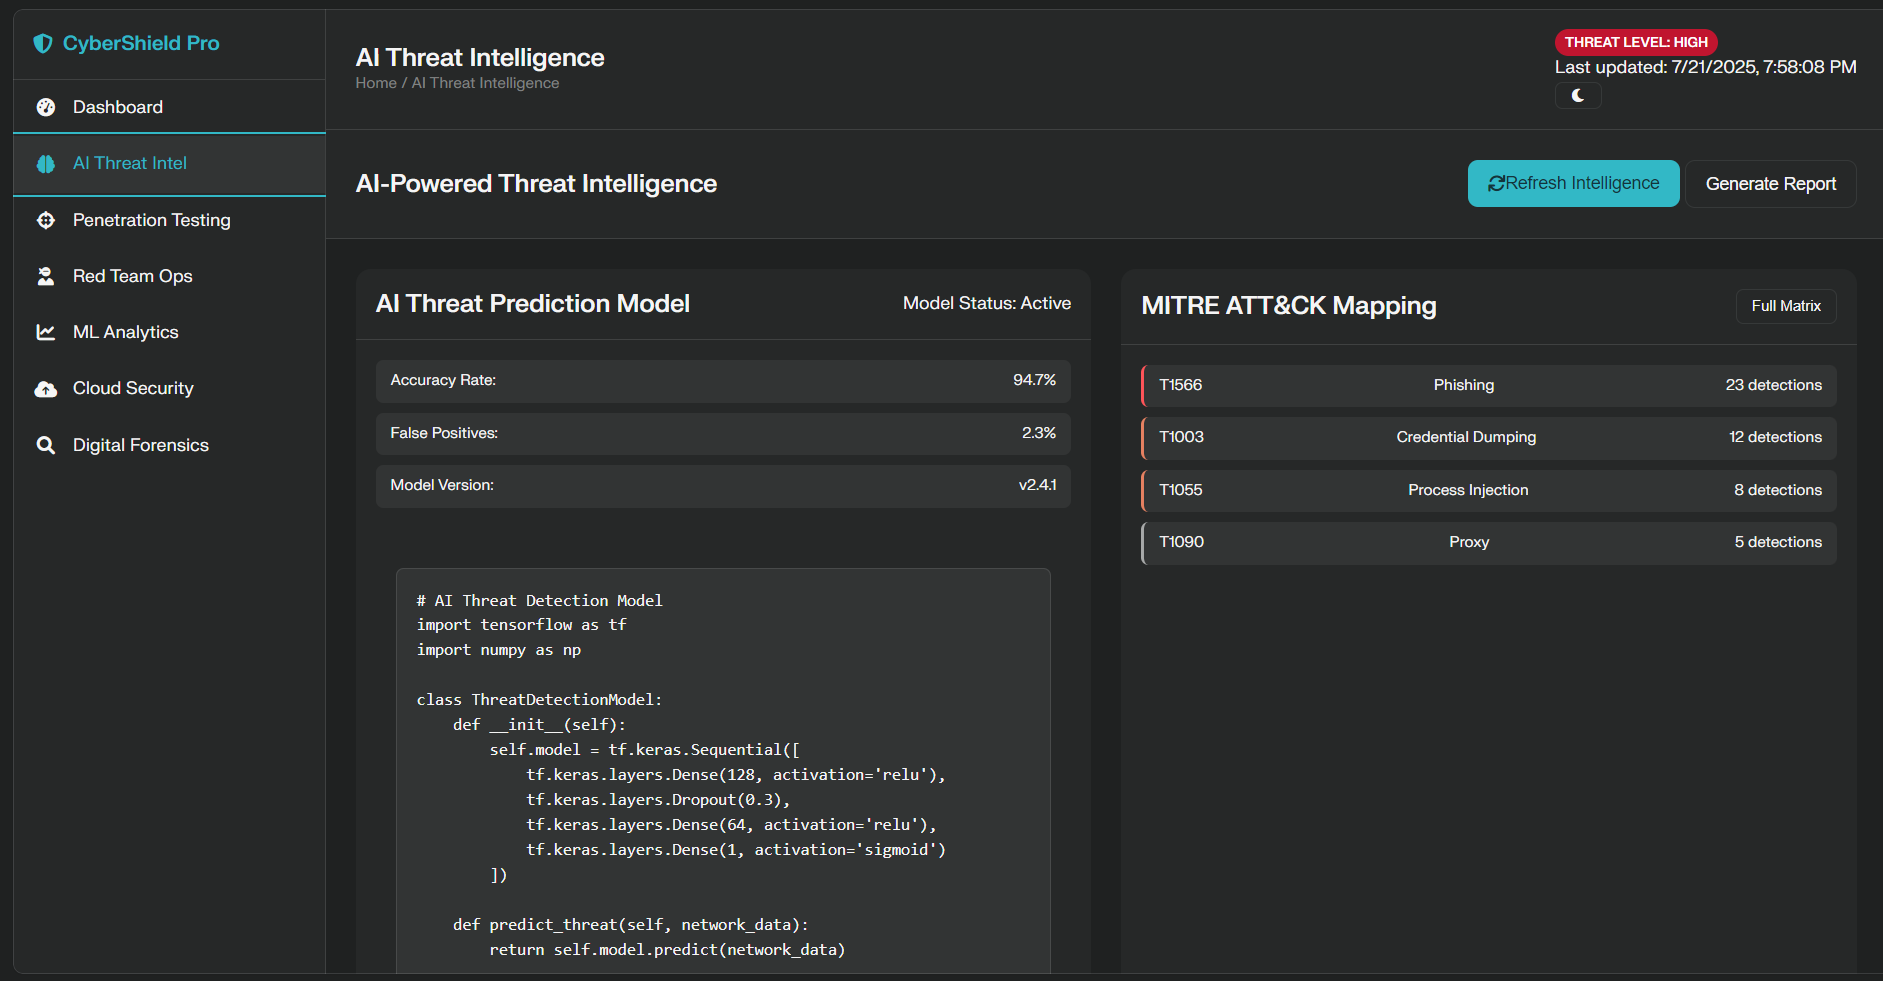 CyberShield Pro
Dashboard
AI Threat Intel
Penetration Testing
Red Team Ops
ML Analytics
Cloud Security
Digital Forensics
AI Threat Intelligence
Home / AI Threat Intelligence
THREAT LEVEL: HIGH
Last updated: 7/21/2025, 7:58:08 PM
AI-Powered Threat Intelligence
Refresh Intelligence
Generate Report
AI Threat Prediction Model
Model Status: Active
Accuracy Rate: 94.7%
False Positives: 2.3%
Model Version: v2.4.1
# AI Threat Detection Model
import tensorflow as tf
import numpy as np
class ThreatDetectionModel:
    def __init__(self):
        self.model = tf.keras.Sequential([
            tf.keras.layers.Dense(128, activation='relu'),
            tf.keras.layers.Dropout(0.3),
            tf.keras.layers.Dense(64, activation='relu'),
            tf.keras.layers.Dense(1, activation='sigmoid')
        ])
    def predict_threat(self, network_data):
        return self.model.predict(network_data)
MITRE ATT&CK Mapping
Full Matrix
T1566 Phishing 23 detections
T1003 Credential Dumping 12 detections
T1055 Process Injection 8 detections
T1090 Proxy 5 detections